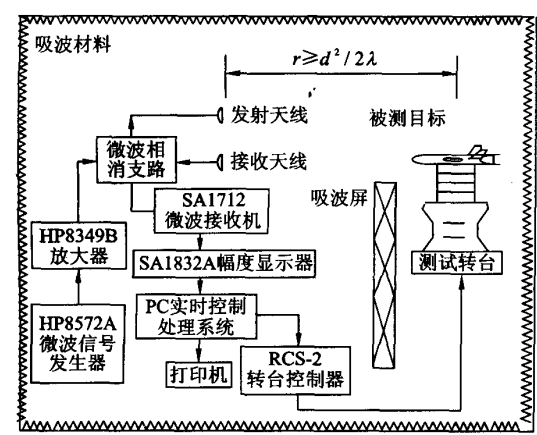 吸波材料
r≥d²/2λ
发射天线
被测目标
微波相
消支路
接收天线
SA1712
微波接收机
吸波屏
HP8349B
放大器
SA1832A幅度显示器
测试转台
PC实时控制
处理系统
HP8572A
微波信号
发生器
打印机
RCS-2
转台控制器